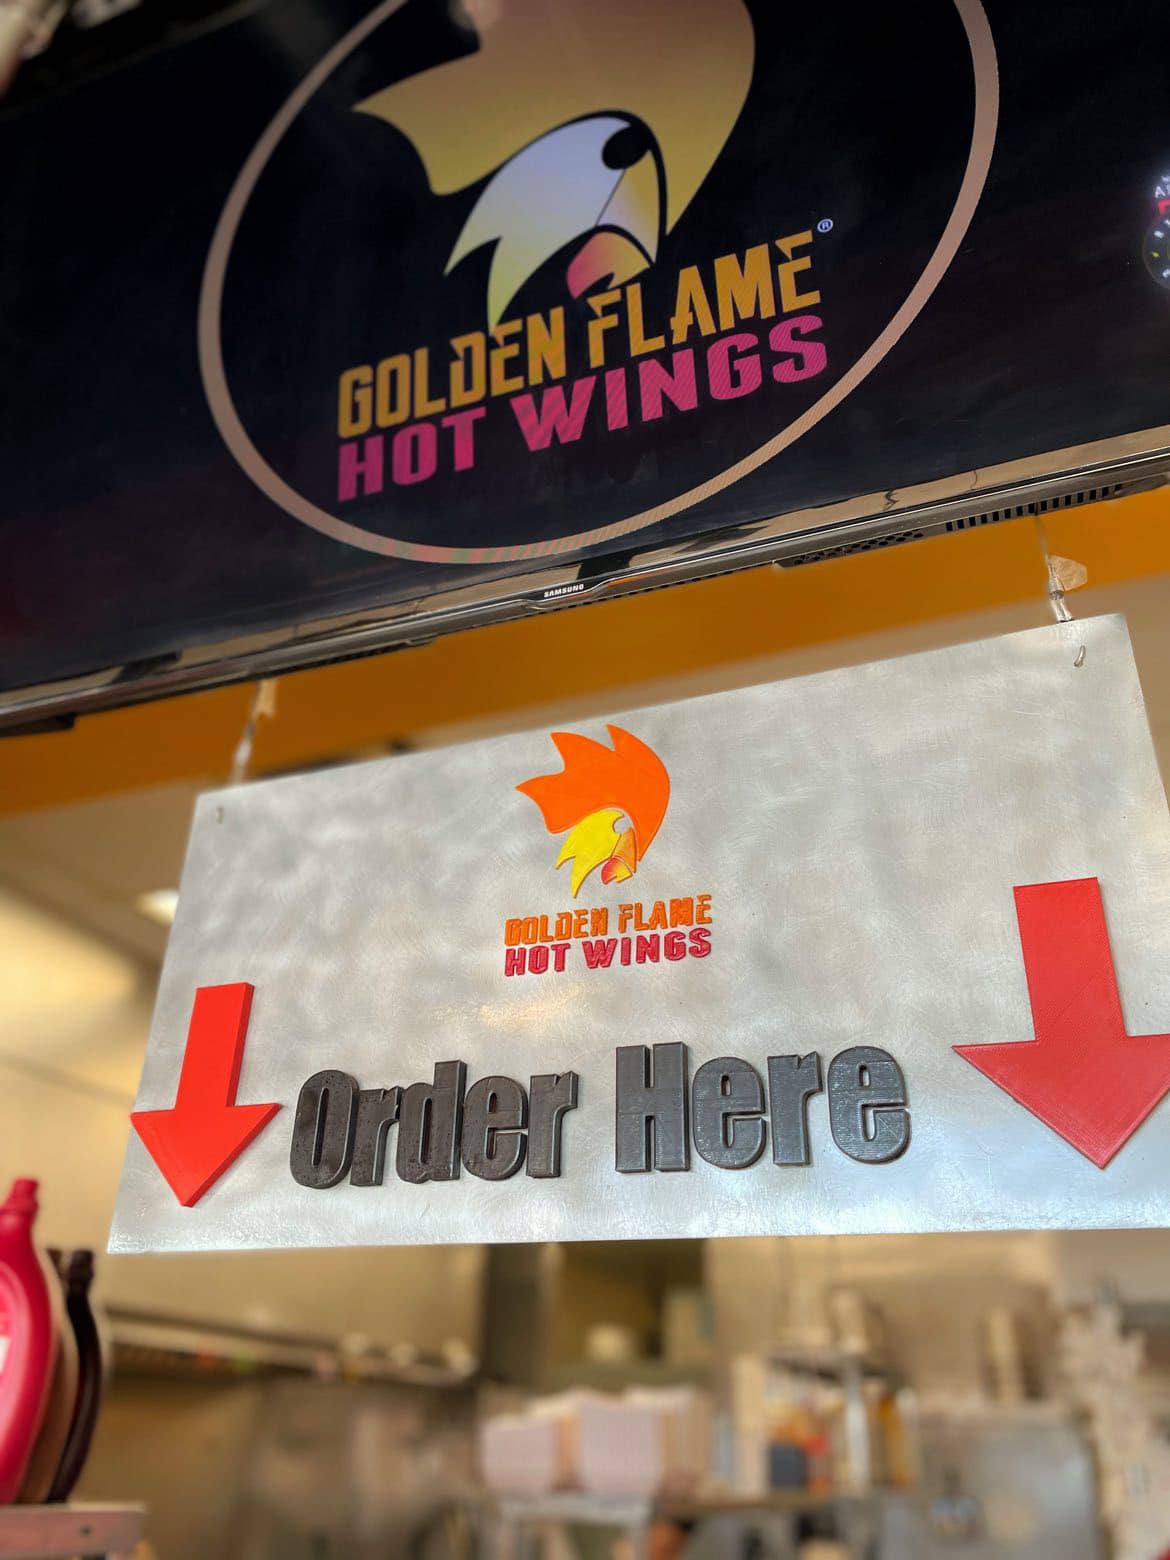 GOLDEN FLAME®
HOT WINGS
SAMSUNG
GOLDEN FLAME
HOT WINGS
Order Here